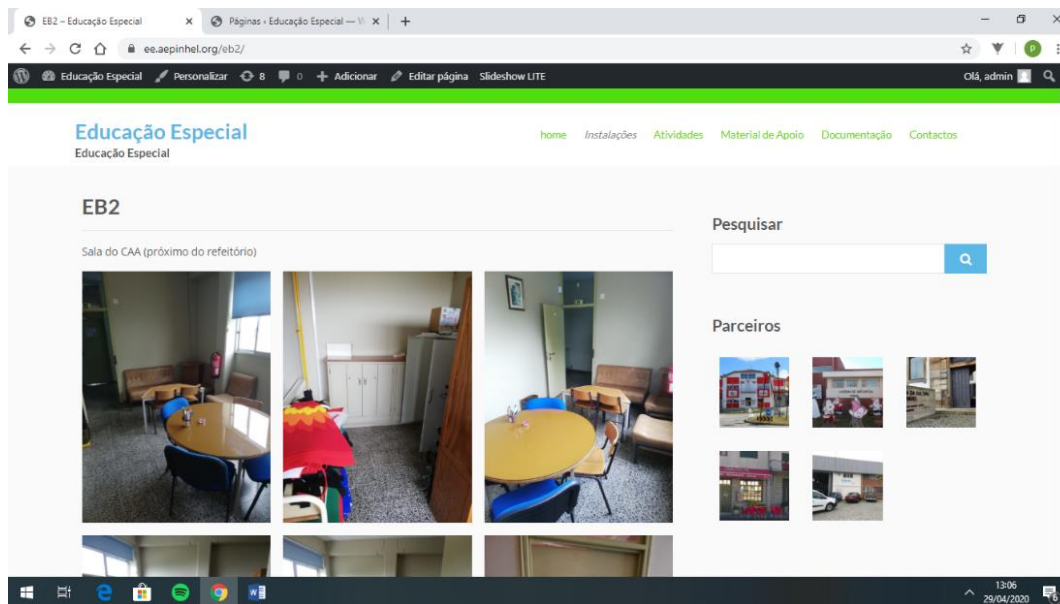 EB2 – Educação Especial
Páginas ‹ Educação Especial —
ee.aepinhel.org/eb2/
Educação Especial Personalizar 8 0 Adicionar Editar página Slideshow LITE Olá, admin
Educação Especial
Educação Especial
home Instalações Atividades Material de Apoio Documentação Contactos
EB2
Sala do CAA (próximo do refeitório)
Pesquisar
Parceiros
13:06
29/04/2020